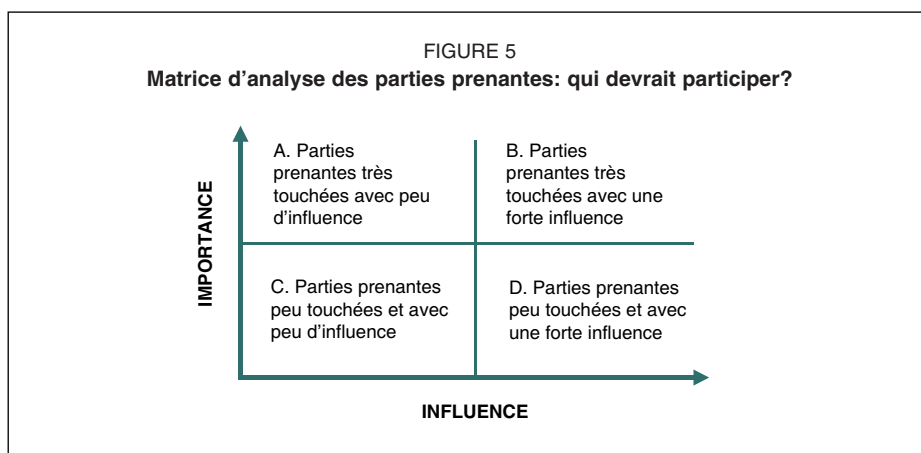 FIGURE 5
Matrice d'analyse des parties prenantes: qui devrait participer?
A. Parties
prenantes très
touchées avec peu
d'influence
B. Parties
prenantes très
touchées avec une
forte influence
IMPORTANCE
C. Parties prenantes
peu touchées et avec
peu d'influence
D. Parties prenantes
peu touchées et avec
une forte influence
INFLUENCE